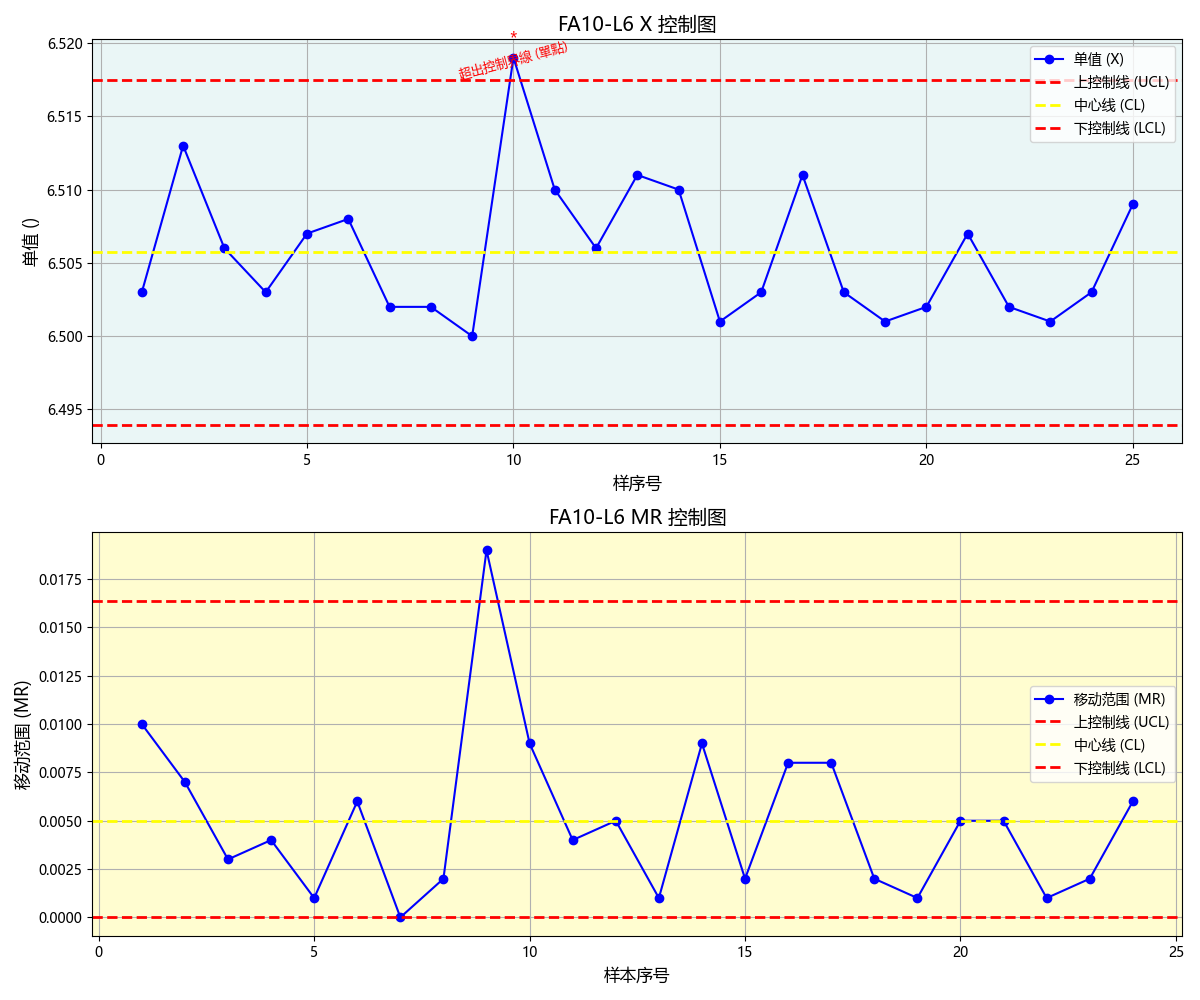 FA10-L6 X 控制图
*
超出控制界線 (單點)
6.520
6.515
6.510
6.505
6.500
6.495
单值 ()
单值 (X)
上控制线 (UCL)
中心线 (CL)
下控制线 (LCL)
0 5 10 15 20 25
样序号
FA10-L6 MR 控制图
0.0175
0.0150
0.0125
0.0100
0.0075
0.0050
0.0025
0.0000
移动范围 (MR)
移动范围 (MR)
上控制线 (UCL)
中心线 (CL)
下控制线 (LCL)
0 5 10 15 20 25
样本序号